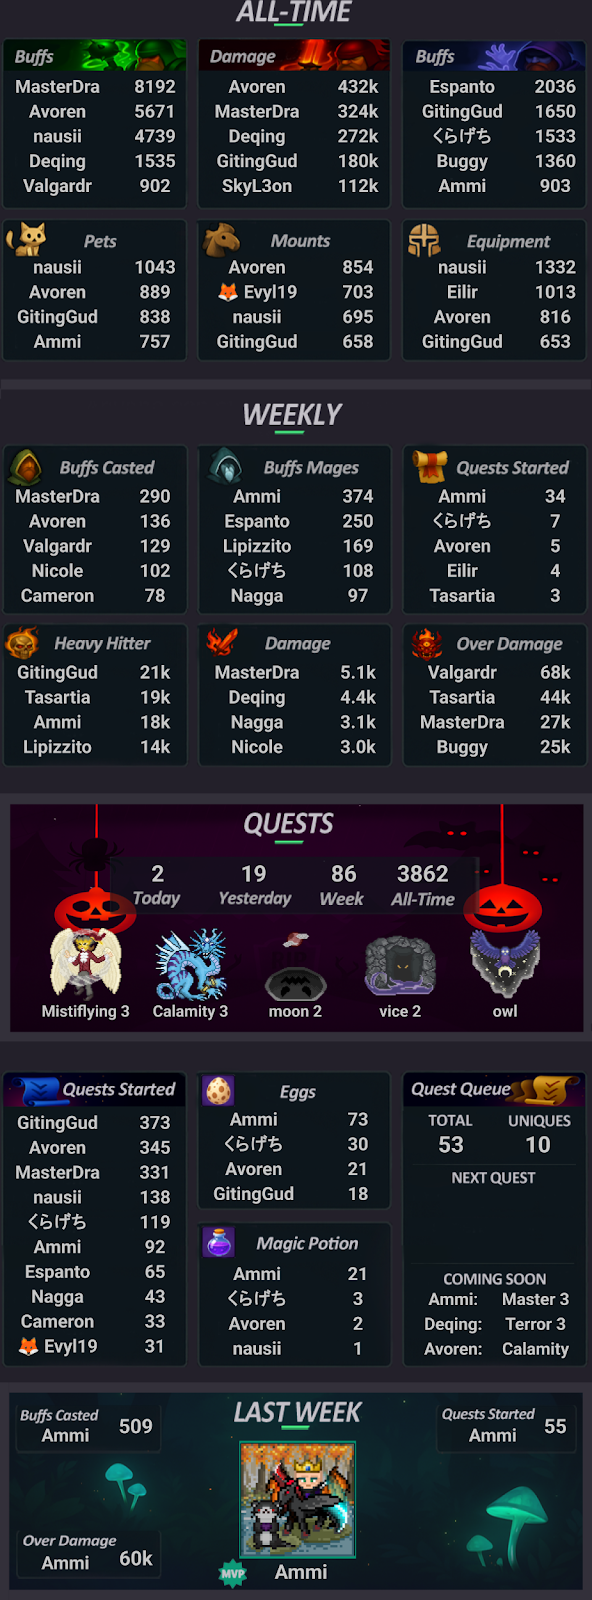 ALL-TIME
Buffs
MasterDra 8192
Avoren 5671
nausii 4739
Deqing 1535
Valgardr 902
Damage
Avoren 432k
MasterDra 324k
Deqing 272k
GitingGud 180k
SkyL3on 112k
Buffs
Espanto 2036
GitingGud 1650
くらげち 1533
Buggy 1360
Ammi 903
Pets
nausii 1043
Avoren 889
GitingGud 838
Ammi 757
Mounts
Avoren 854
🦊 Evyl19 703
nausii 695
GitingGud 658
Equipment
nausii 1332
Eilir 1013
Avoren 816
GitingGud 653
WEEKLY
Buffs Casted
MasterDra 290
Avoren 136
Valgardr 129
Nicole 102
Cameron 78
Buffs Mages
Ammi 374
Espanto 250
Lipizzito 169
くらげち 108
Nagga 97
Quests Started
Ammi 34
くらげち 7
Avoren 5
Eilir 4
Tasartia 3
Heavy Hitter
GitingGud 21k
Tasartia 19k
Ammi 18k
Lipizzito 14k
Damage
MasterDra 5.1k
Deqing 4.4k
Nagga 3.1k
Nicole 3.0k
Over Damage
Valgardr 68k
Tasartia 44k
MasterDra 27k
Buggy 25k
QUESTS
2 19 86 3862
Today Yesterday Week All-Time
Mistiflying 3 Calamity 3 moon 2 vice 2 owl
Quests Started
GitingGud 373
Avoren 345
MasterDra 331
nausii 138
くらげち 119
Ammi 92
Espanto 65
Nagga 43
Cameron 33
🦊 Evyl19 31
Eggs
Ammi 73
くらげち 30
Avoren 21
GitingGud 18
Magic Potion
Ammi 21
くらげち 3
Avoren 2
nausii 1
Quest Queue
TOTAL UNIQUES
53 10
NEXT QUEST
COMING SOON
Ammi: Master 3
Deqing: Terror 3
Avoren: Calamity
LAST WEEK
Buffs Casted
Ammi 509
Quests Started
Ammi 55
Over Damage
Ammi 60k
MVP
Ammi